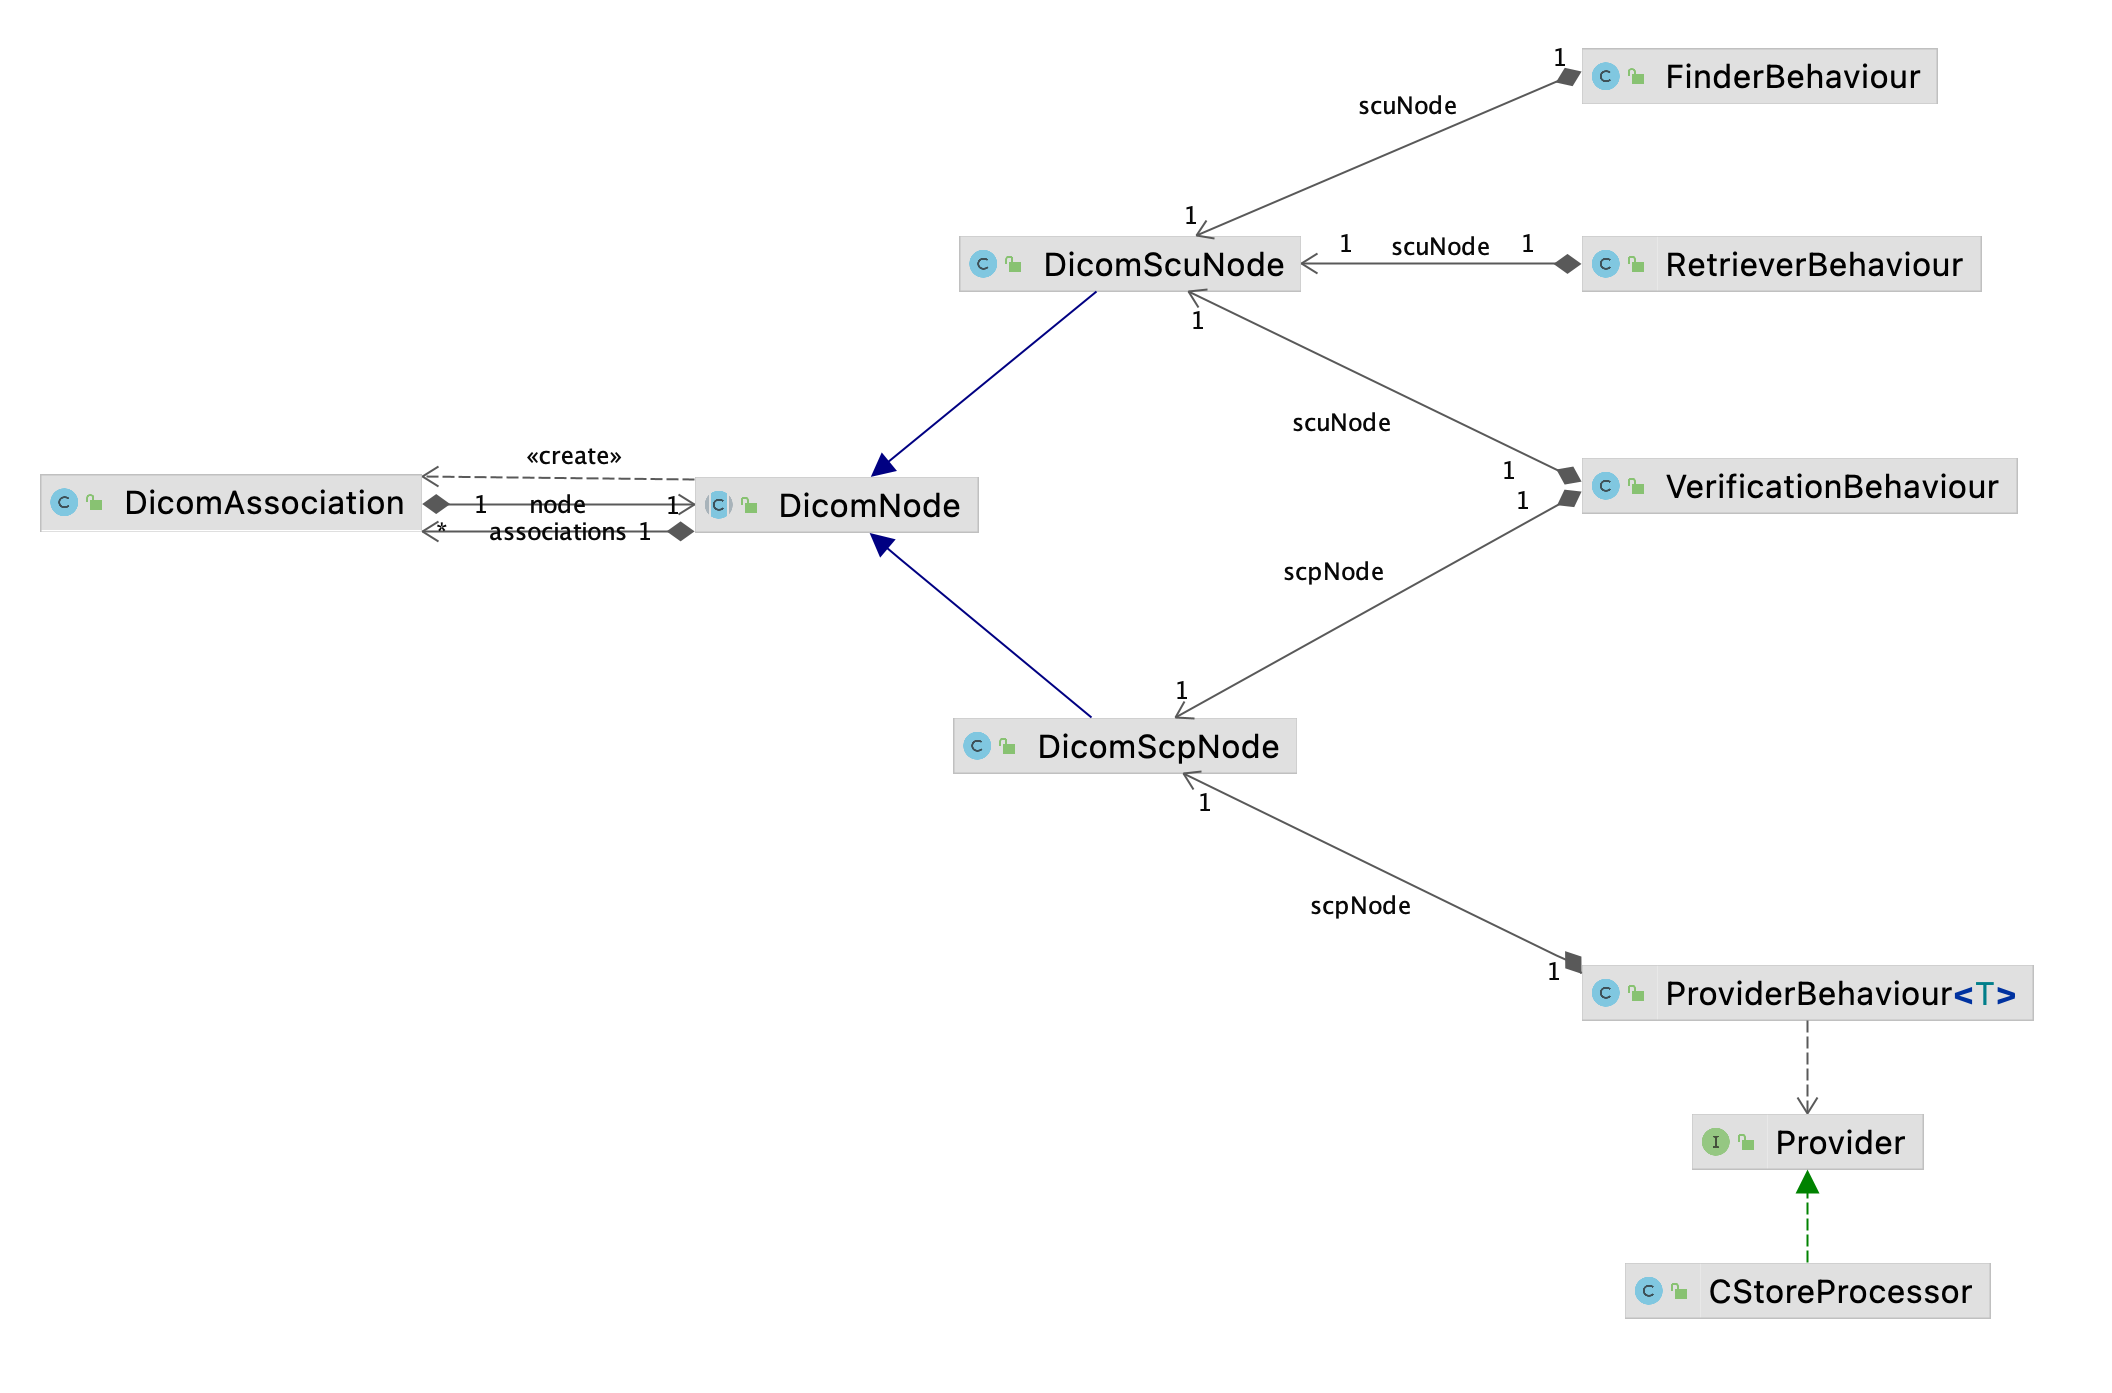 1
C FinderBehaviour
scuNode
1
C DicomScuNode
1 scuNode 1
C RetrieverBehaviour
1
scuNode
«create»
1
C VerificationBehaviour
C DicomAssociation
1 node 1
C DicomNode
1
* associations 1
scpNode
1
C DicomScpNode
1
scpNode
1
C ProviderBehaviour<T>
I Provider
C CStoreProcessor